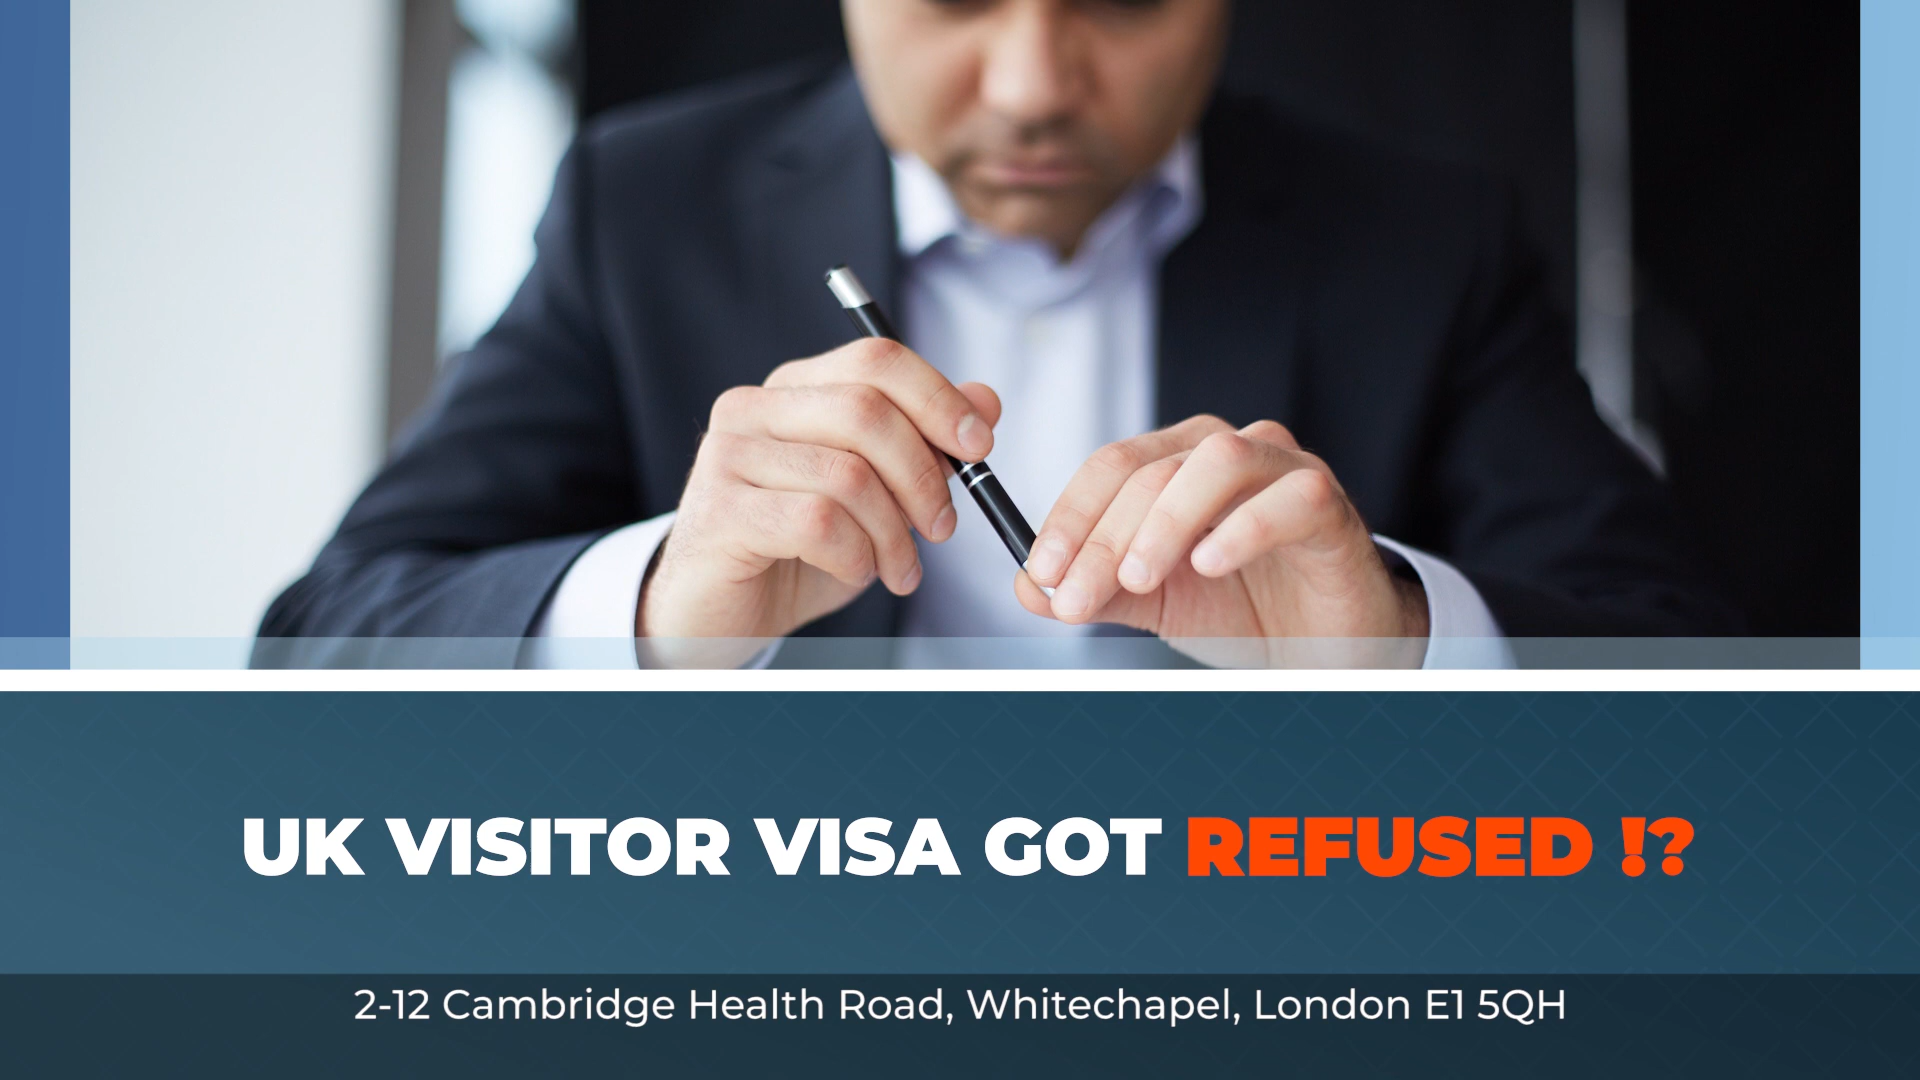 UK VISITOR VISA GOT REFUSED !?
2-12 Cambridge Health Road, Whitechapel, London E1 5QH